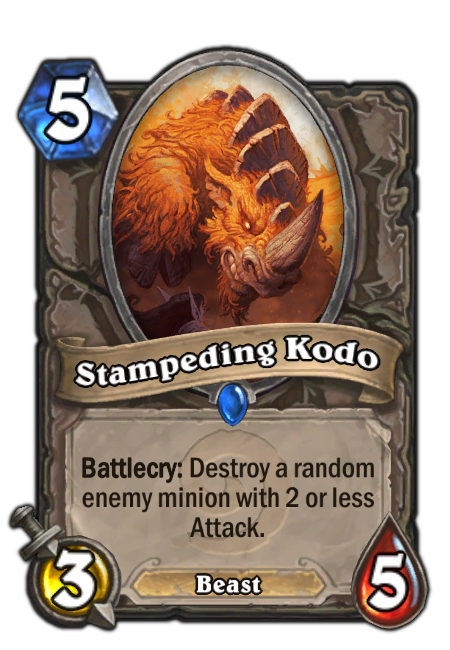 5
Stampeding Kodo
Battlecry: Destroy a random
enemy minion with 2 or less
Attack.
3
Beast
5